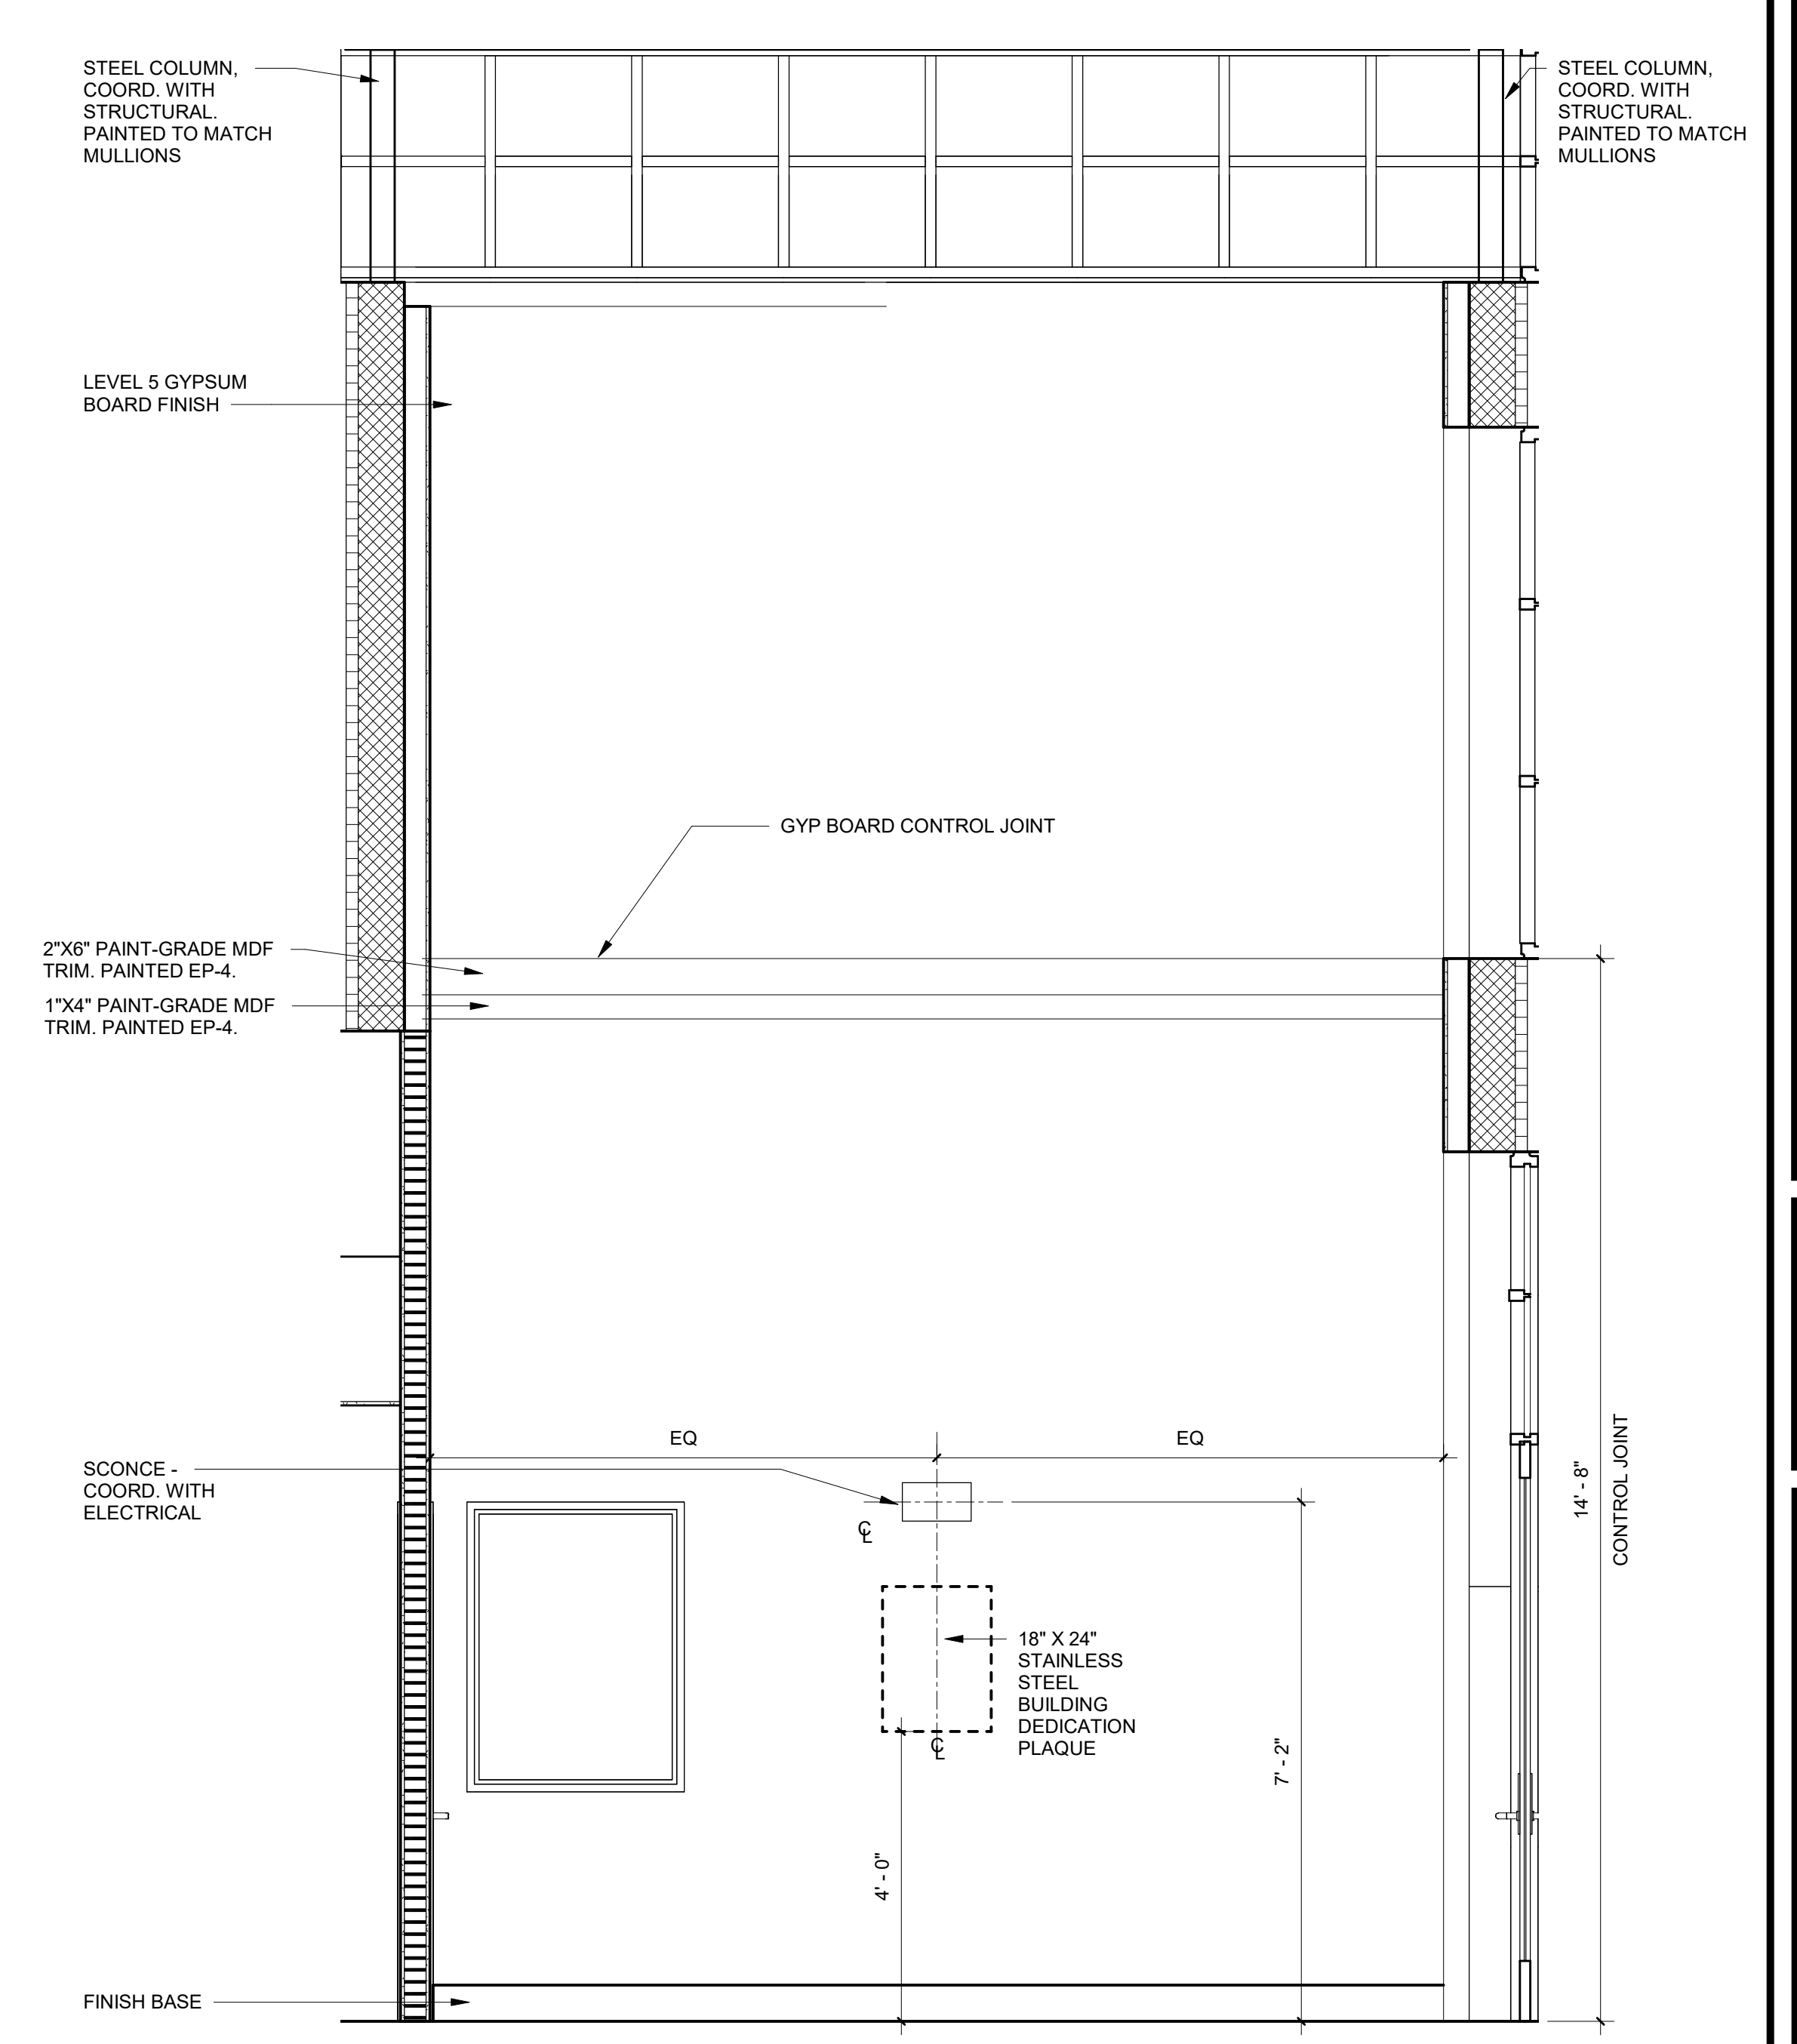 STEEL COLUMN,
COORD. WITH
STRUCTURAL.
PAINTED TO MATCH
MULLIONS
STEEL COLUMN,
COORD. WITH
STRUCTURAL.
PAINTED TO MATCH
MULLIONS
LEVEL 5 GYPSUM
BOARD FINISH
GYP BOARD CONTROL JOINT
2"X6" PAINT-GRADE MDF
TRIM. PAINTED EP-4.
1"X4" PAINT-GRADE MDF
TRIM. PAINTED EP-4.
EQ
EQ
SCONCE -
COORD. WITH
ELECTRICAL
14' - 8"
CONTROL JOINT
CL
18" X 24"
STAINLESS
STEEL
BUILDING
DEDICATION
PLAQUE
CL
7' - 2"
4' - 0"
FINISH BASE